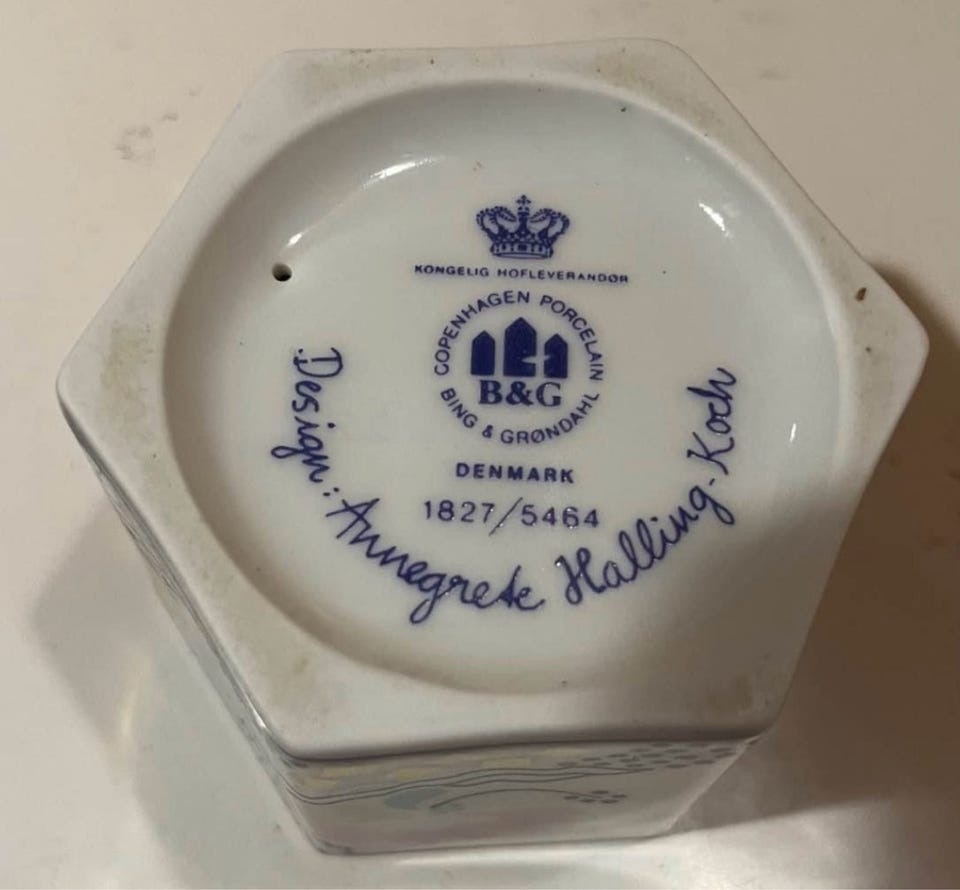 KONGELIG HOFLEVERANDØR
COPENHAGEN PORCELAIN
B&G
BING & GRØNDAHL
DENMARK
1827/5464
Design: Annegrete Halling-Koch